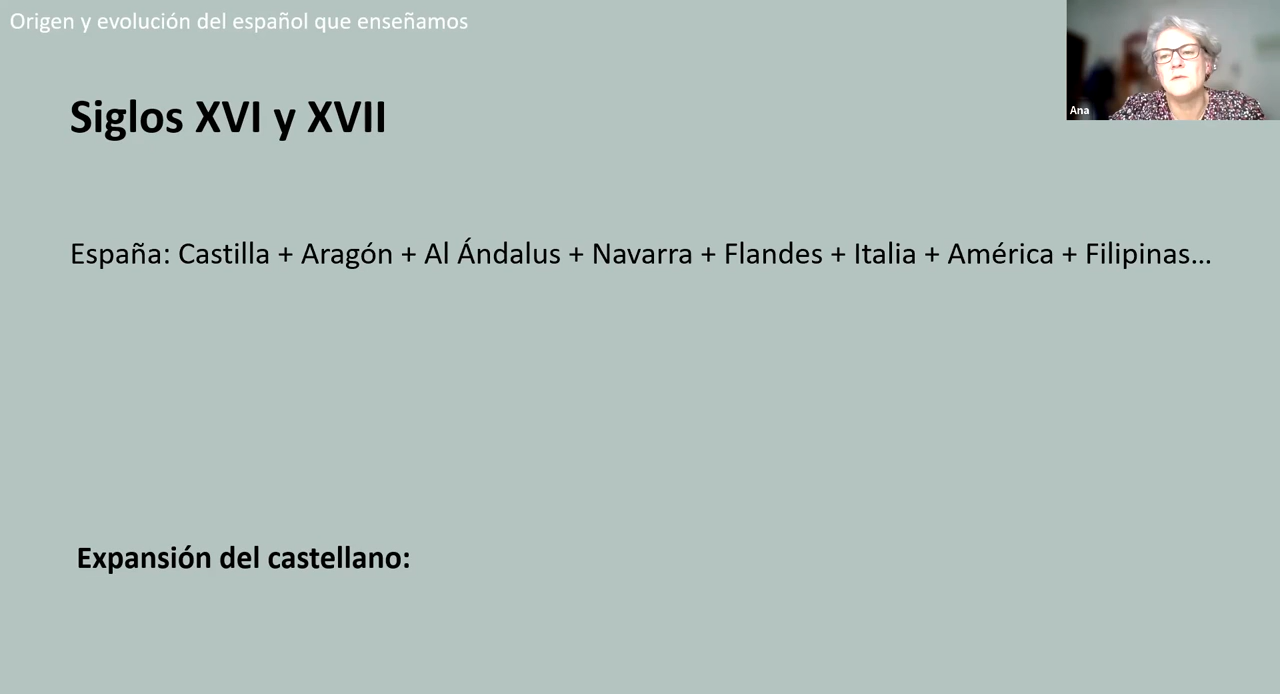 Origen y evolución del español que enseñamos
Ana
Siglos XVI y XVII
España: Castilla + Aragón + Al Ándalus + Navarra + Flandes + Italia + América + Filipinas...
Expansión del castellano: